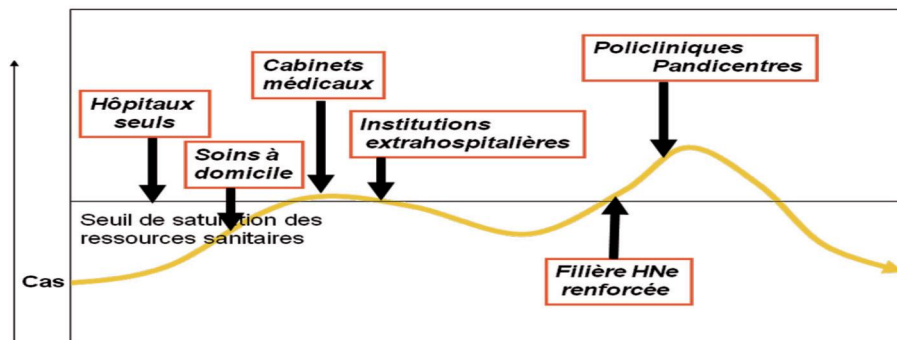 Policliniques
Pandicentres
Cabinets
médicaux
Hôpitaux
seuls
Institutions
extrahospitalières
Soins à
domicile
Seuil de saturation des
ressources sanitaires
Filière HNe
renforcée
Cas